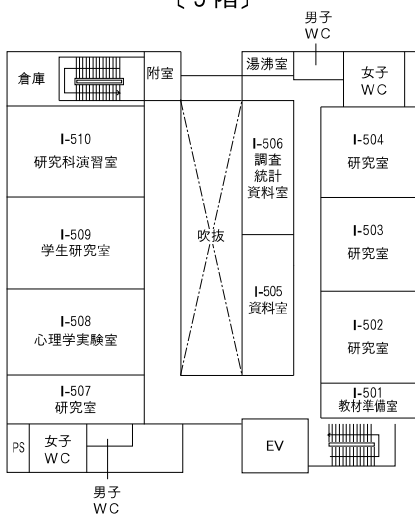 〔5階〕
男子
WC
倉庫
附室
湯沸室
女子
WC
I-510
研究科演習室
I-506
調査
統計
資料室
I-504
研究室
I-509
学生研究室
吹抜
I-503
研究室
I-508
心理学実験室
I-505
資料室
I-502
研究室
I-507
研究室
I-501
教材準備室
PS
女子
WC
EV
男子
WC